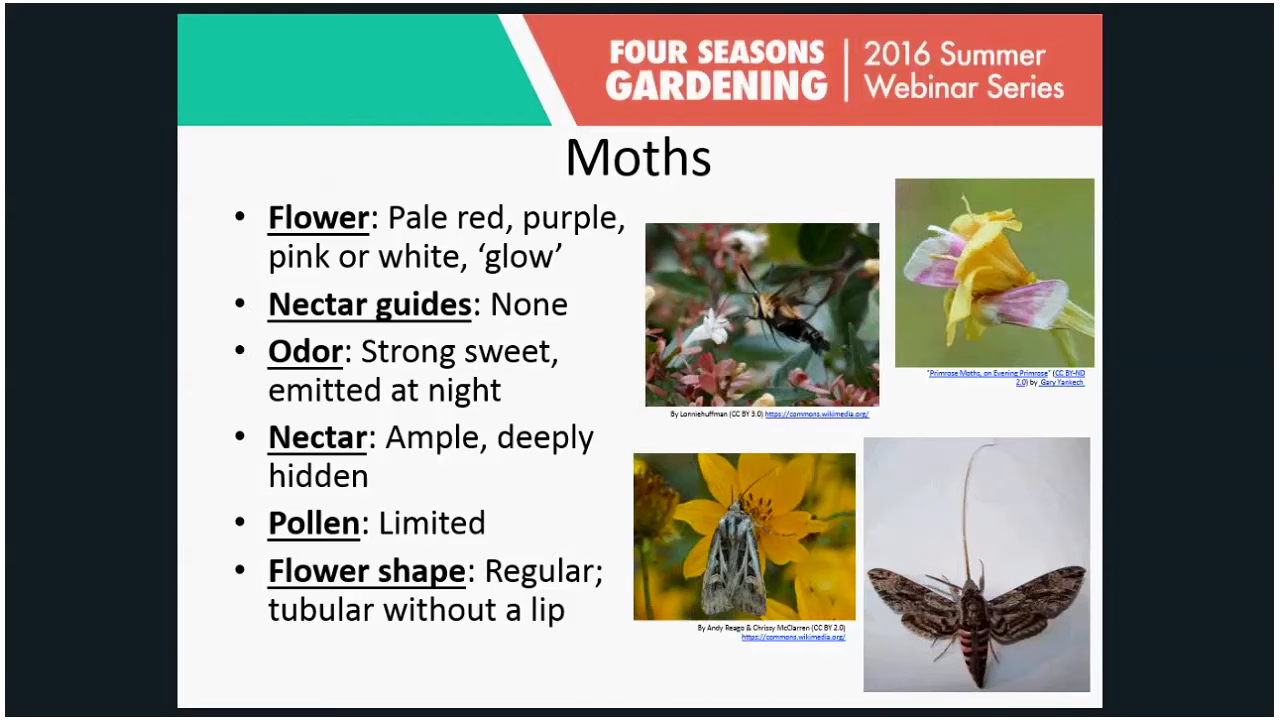 FOUR SEASONS
GARDENING
2016 Summer
Webinar Series
Moths
• Flower: Pale red, purple,
pink or white, ‘glow’
• Nectar guides: None
• Odor: Strong sweet,
emitted at night
• Nectar: Ample, deeply
hidden
• Pollen: Limited
• Flower shape: Regular;
tubular without a lip
By Lonniehuffman (CC BY 3.0) https://commons.wikimedia.org/
"Primrose Moths, on Evening Primrose" (CC BY-ND
2.0) by Gary Yankech
By Andy Reago & Chrissy McClarren (CC BY 2.0)
https://commons.wikimedia.org/